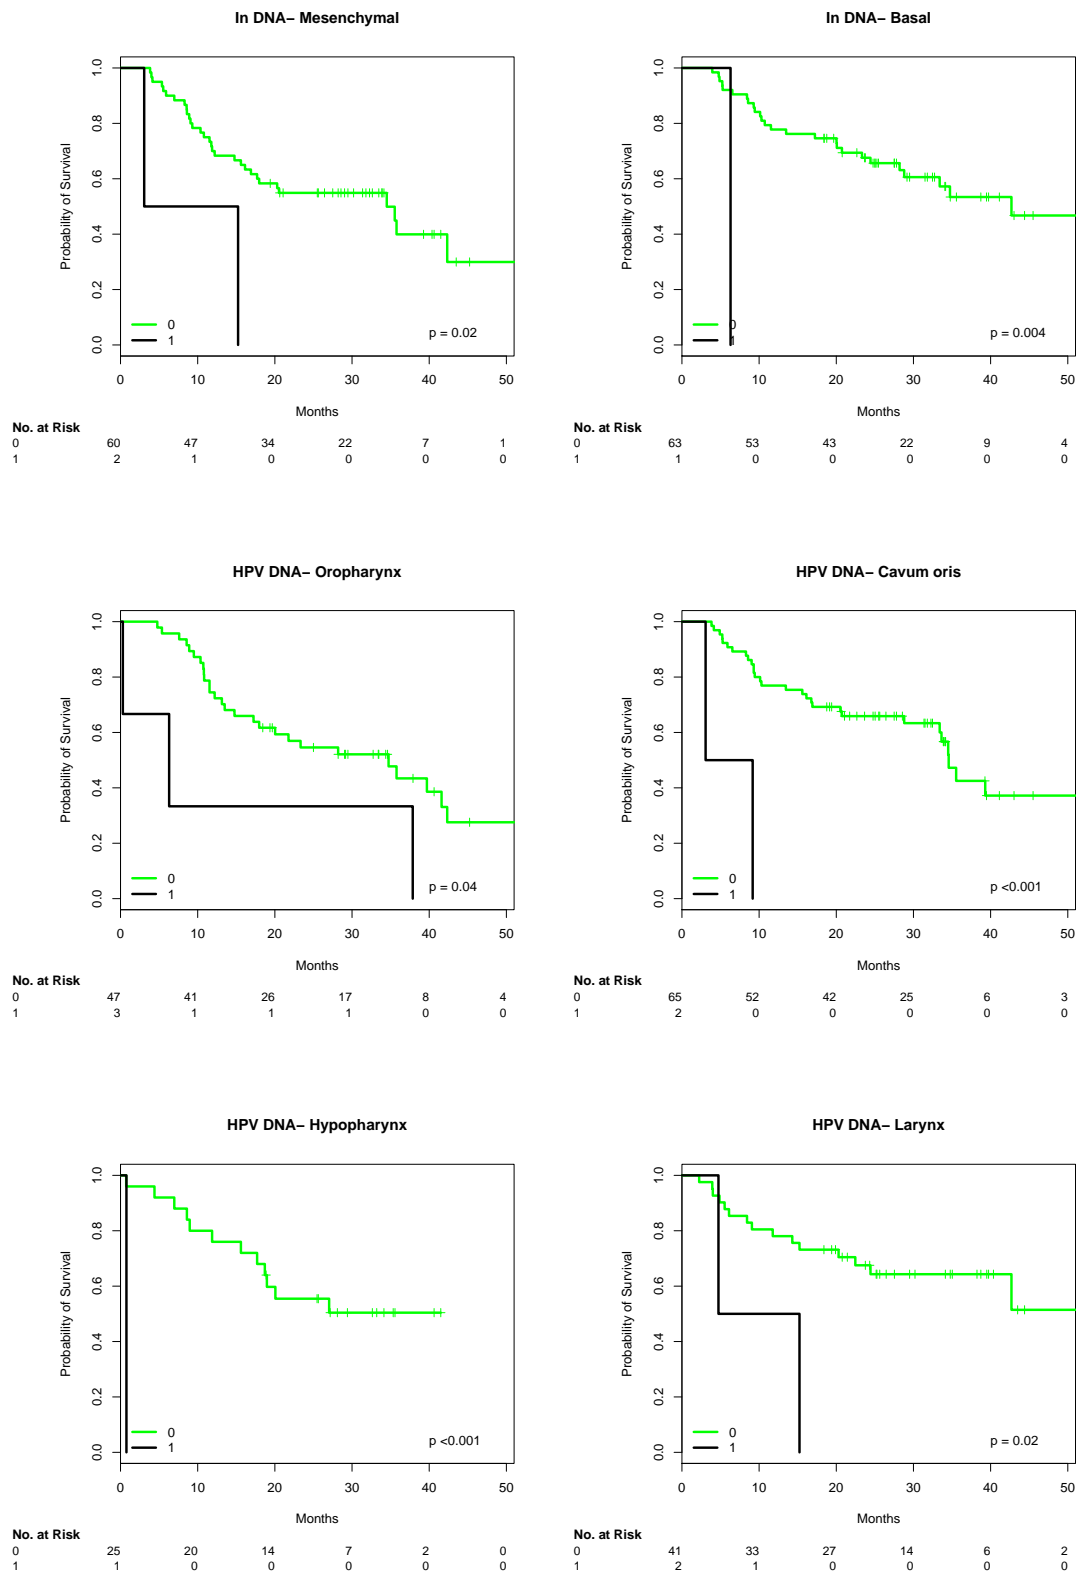 In DNA− Mesenchymal
Probability of Survival
0.0 0.2 0.4 0.6 0.8 1.0
0
1
p = 0.02
0 10 20 30 40 50
Months
No. at Risk
0 60 47 34 22 7 1
1 2 1 0 0 0 0
In DNA− Basal
Probability of Survival
0.0 0.2 0.4 0.6 0.8 1.0
0
1
p = 0.004
0 10 20 30 40 50
Months
No. at Risk
0 63 53 43 22 9 4
1 1 0 0 0 0 0
HPV DNA− Oropharynx
Probability of Survival
0.0 0.2 0.4 0.6 0.8 1.0
0
1
p = 0.04
0 10 20 30 40 50
Months
No. at Risk
0 47 41 26 17 8 4
1 3 1 1 1 0 0
HPV DNA− Cavum oris
Probability of Survival
0.0 0.2 0.4 0.6 0.8 1.0
0
1
p <0.001
0 10 20 30 40 50
Months
No. at Risk
0 65 52 42 25 6 3
1 2 0 0 0 0 0
HPV DNA− Hypopharynx
Probability of Survival
0.0 0.2 0.4 0.6 0.8 1.0
0
1
p <0.001
0 10 20 30 40 50
Months
No. at Risk
0 25 20 14 7 2 0
1 1 0 0 0 0 0
HPV DNA− Larynx
Probability of Survival
0.0 0.2 0.4 0.6 0.8 1.0
0
1
p = 0.02
0 10 20 30 40 50
Months
No. at Risk
0 41 33 27 14 6 2
1 2 1 0 0 0 0